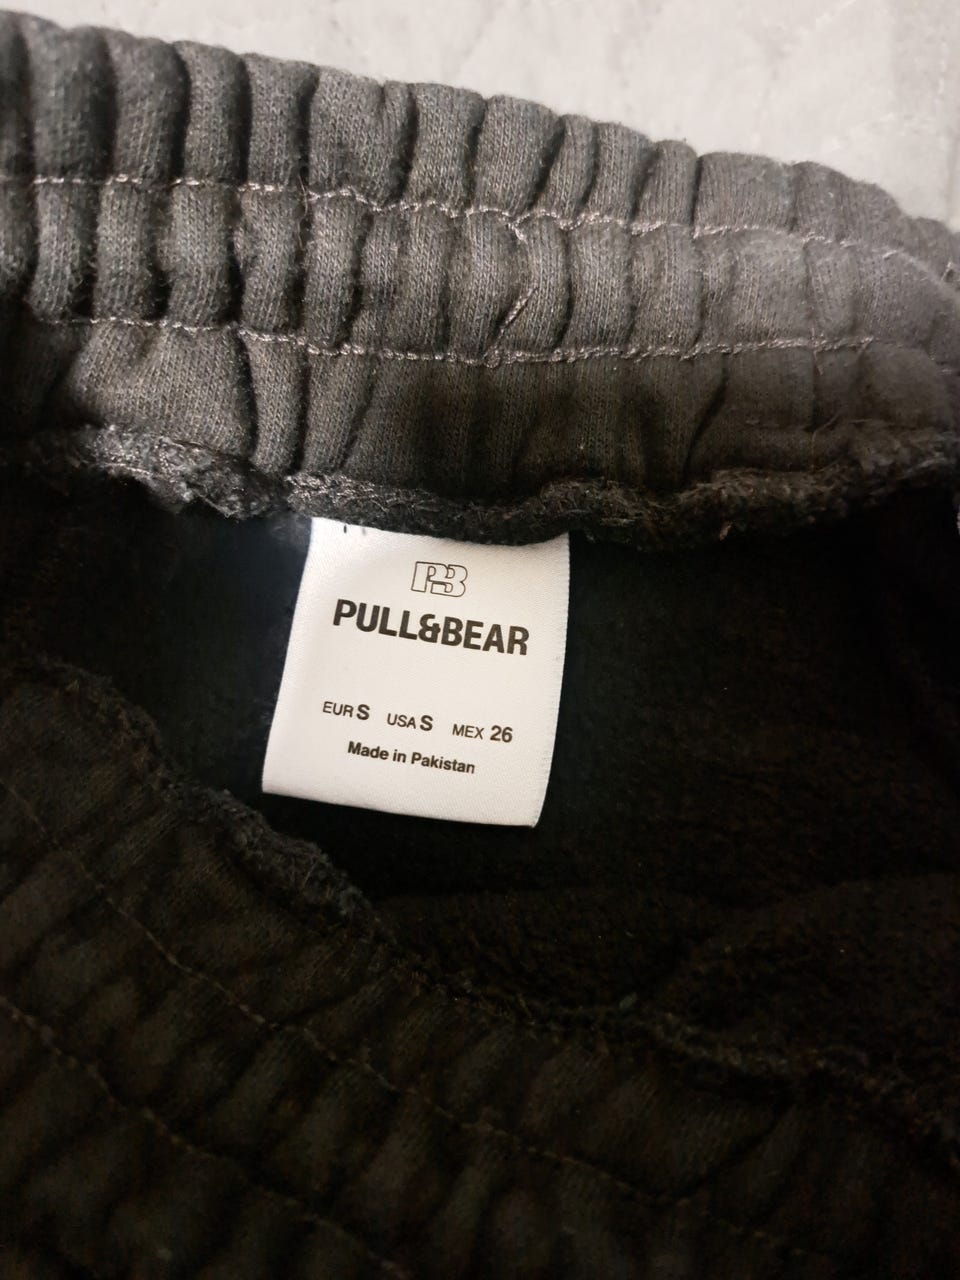 PB
PULL&BEAR
EUR S USA S MEX 26
Made in Pakistan